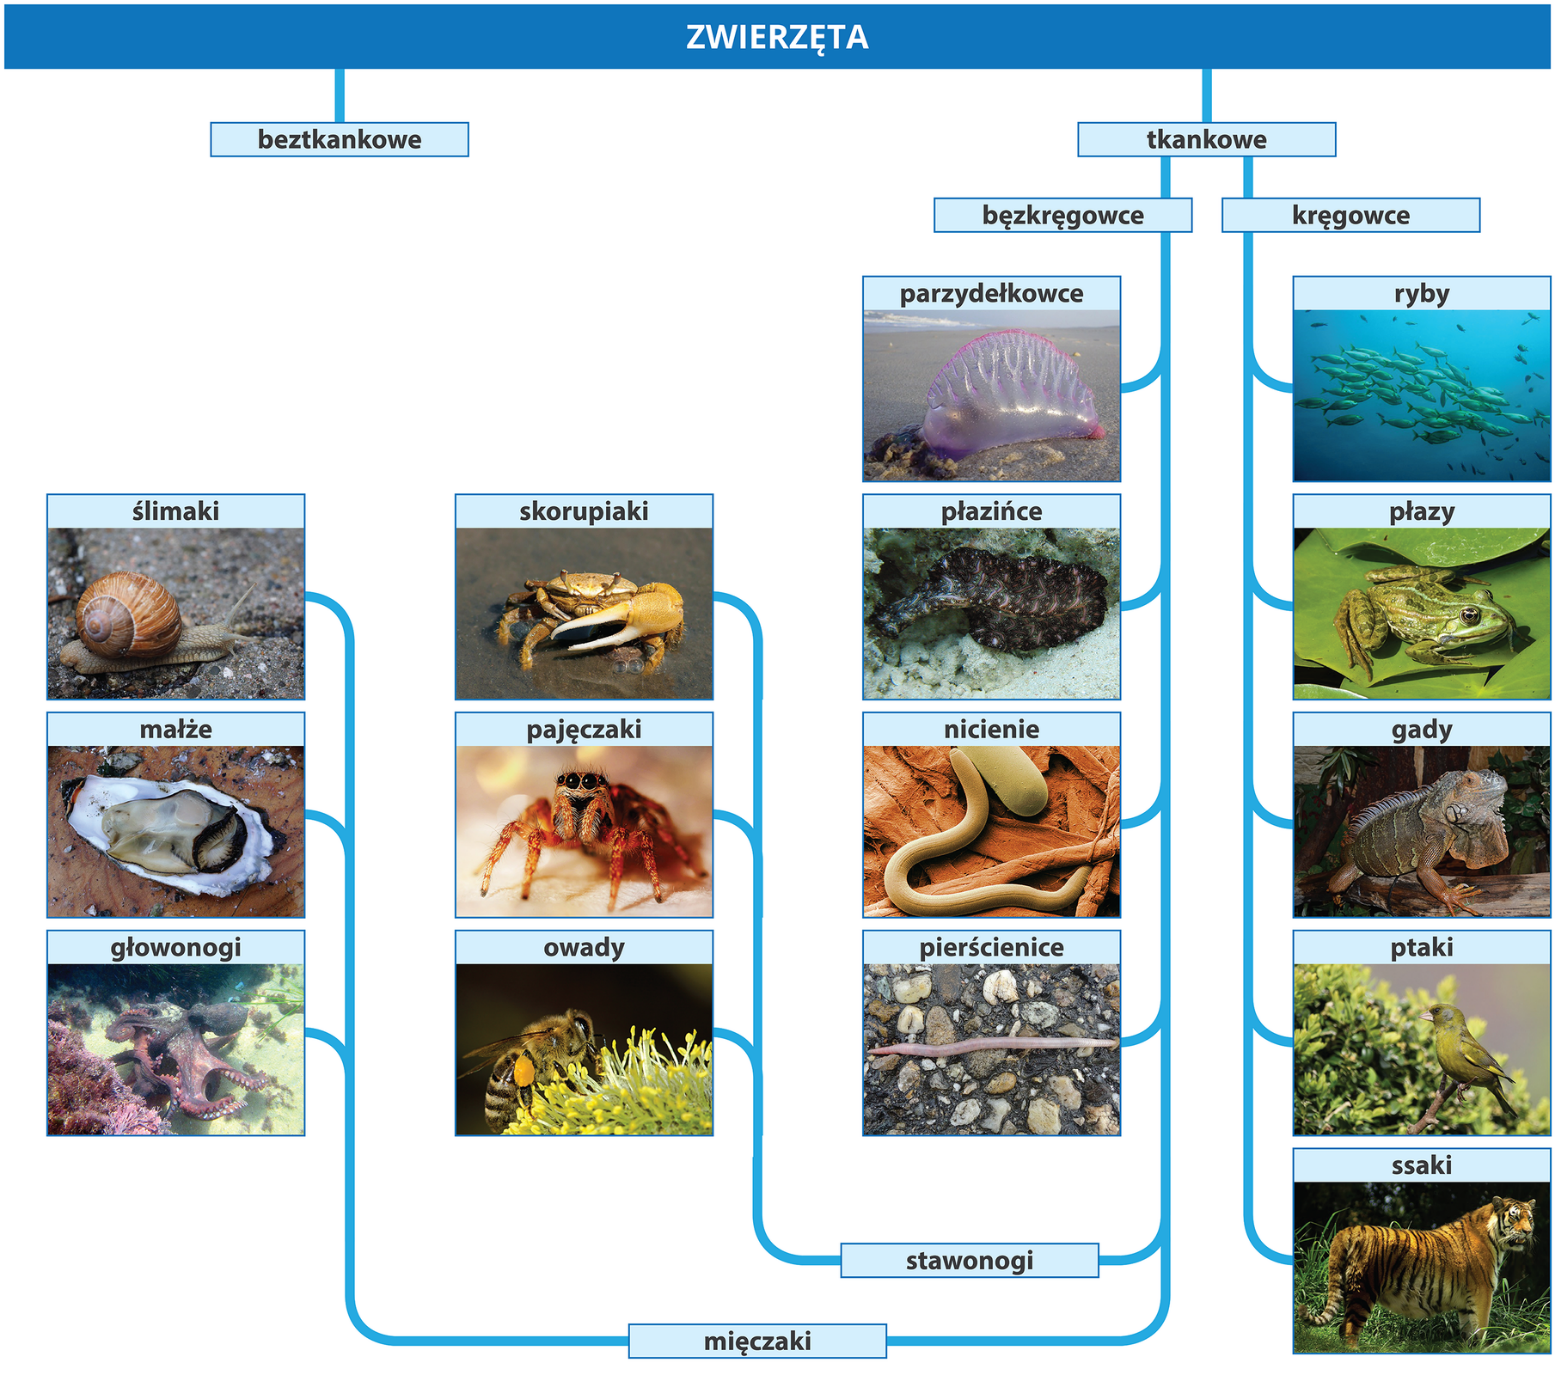 ZWIERZĘTA
beztkankowe
tkankowe
bęzkręgowce
kręgowce
parzydełkowce
ryby
ślimaki
skorupiaki
płazińce
płazy
małże
pajęczaki
nicienie
gady
głowonogi
owady
pierścienice
ptaki
ssaki
stawonogi
mięczaki